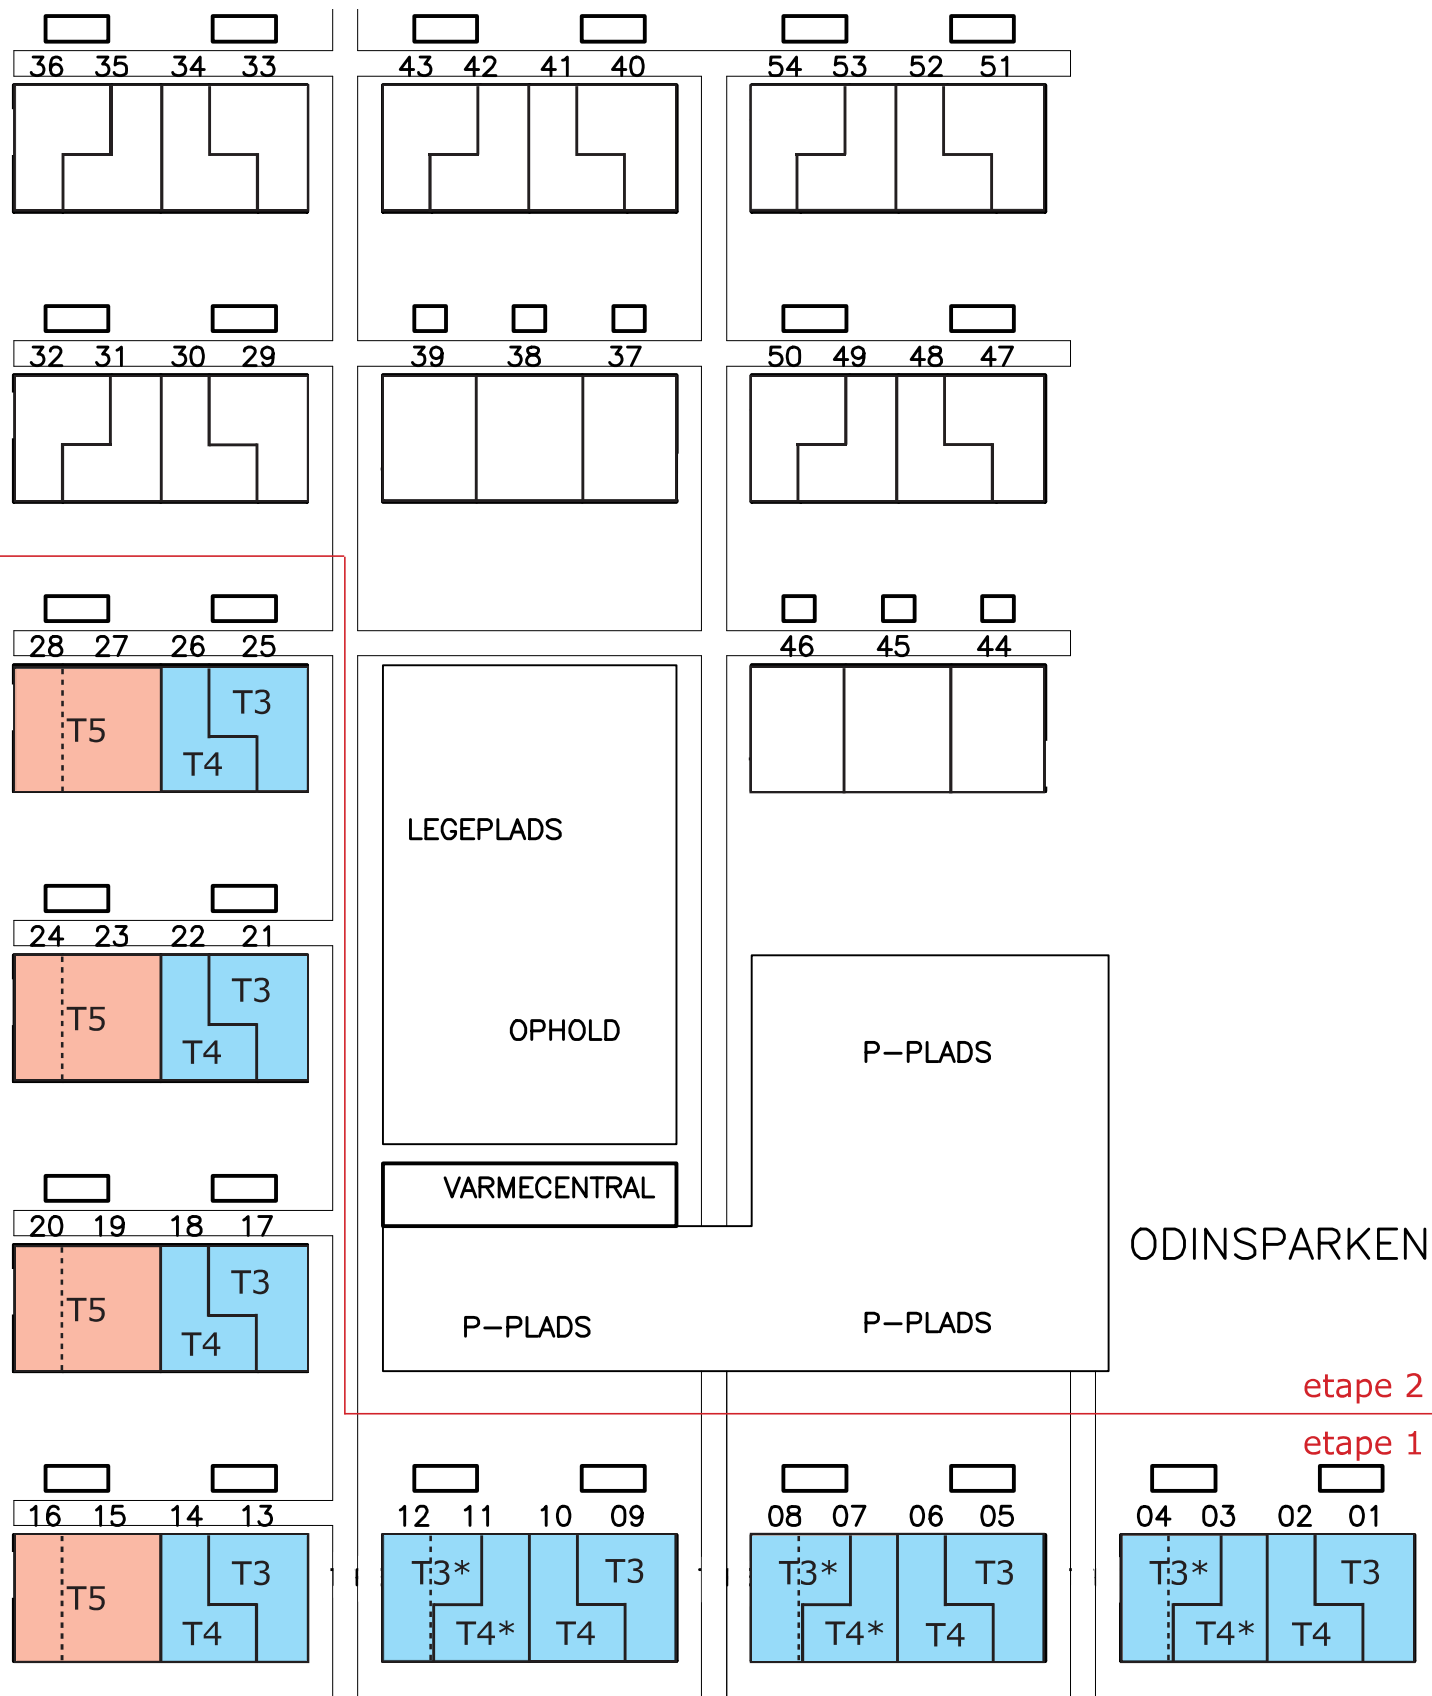 36 35 34 33 43 42 41 40 54 53 52 51
32 31 30 29 39 38 37 50 49 48 47
28 27 26 25 46 45 44
T3
T5
T4
LEGEPLADS
24 23 22 21
T3
T5
OPHOLD
T4
P-PLADS
VARMECENTRAL
20 19 18 17
ODINSPARKEN
T3
T5
P-PLADS
P-PLADS
T4
etape 2
etape 1
16 15 14 13 12 11 10 09 08 07 06 05 04 03 02 01
T3 T3* T3 T3* T3 T3* T3
T5
T4 T4* T4 T4* T4 T4* T4